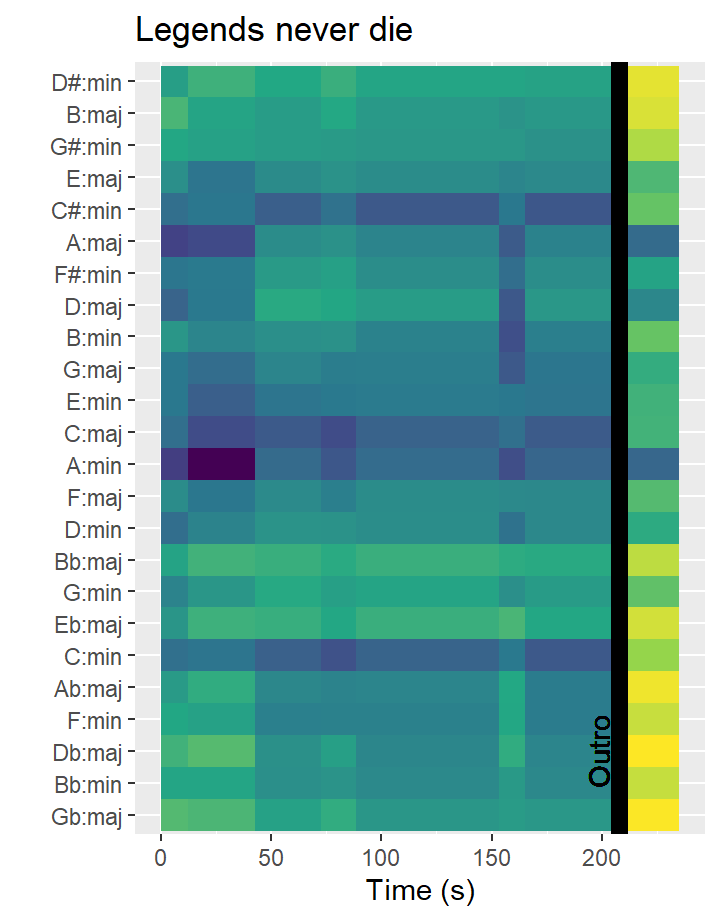 Legends never die
D#:min
B:maj
G#:min
E:maj
C#:min
A:maj
F#:min
D:maj
B:min
G:maj
E:min
C:maj
A:min
F:maj
D:min
Bb:maj
G:min
Eb:maj
C:min
Ab:maj
F:min
Db:maj
Bb:min
Gb:maj
Outro
0 50 100 150 200
Time (s)